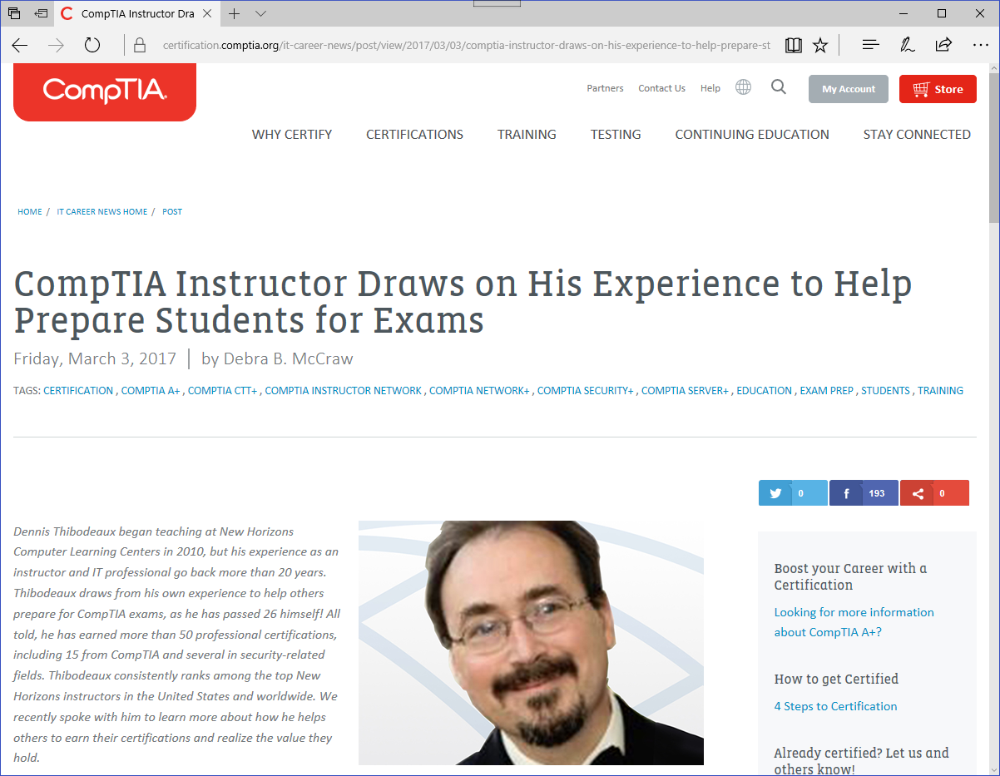 CompTIA Instructor Dra
certification.comptia.org/it-career-news/post/view/2017/03/03/comptia-instructor-draws-on-his-experience-to-help-prepare-st
CompTIA.
Partners Contact Us Help My Account Store
WHY CERTIFY CERTIFICATIONS TRAINING TESTING CONTINUING EDUCATION STAY CONNECTED
HOME / IT CAREER NEWS HOME / POST
CompTIA Instructor Draws on His Experience to Help
Prepare Students for Exams
Friday, March 3, 2017 | by Debra B. McCraw
TAGS: CERTIFICATION , COMPTIA A+ , COMPTIA CTT+ , COMPTIA INSTRUCTOR NETWORK , COMPTIA NETWORK+ , COMPTIA SECURITY+ , COMPTIA SERVER+ , EDUCATION , EXAM PREP , STUDENTS , TRAINING
0 193 0
Dennis Thibodeaux began teaching at New Horizons
Computer Learning Centers in 2010, but his experience as an
instructor and IT professional go back more than 20 years.
Thibodeaux draws from his own experience to help others
prepare for CompTIA exams, as he has passed 26 himself! All
told, he has earned more than 50 professional certifications,
including 15 from CompTIA and several in security-related
fields. Thibodeaux consistently ranks among the top New
Horizons instructors in the United States and worldwide. We
recently spoke with him to learn more about how he helps
others to earn their certifications and realize the value they
hold.
Boost your Career with a
Certification
Looking for more information
about CompTIA A+?
How to get Certified
4 Steps to Certification
Already certified? Let us and
others know!